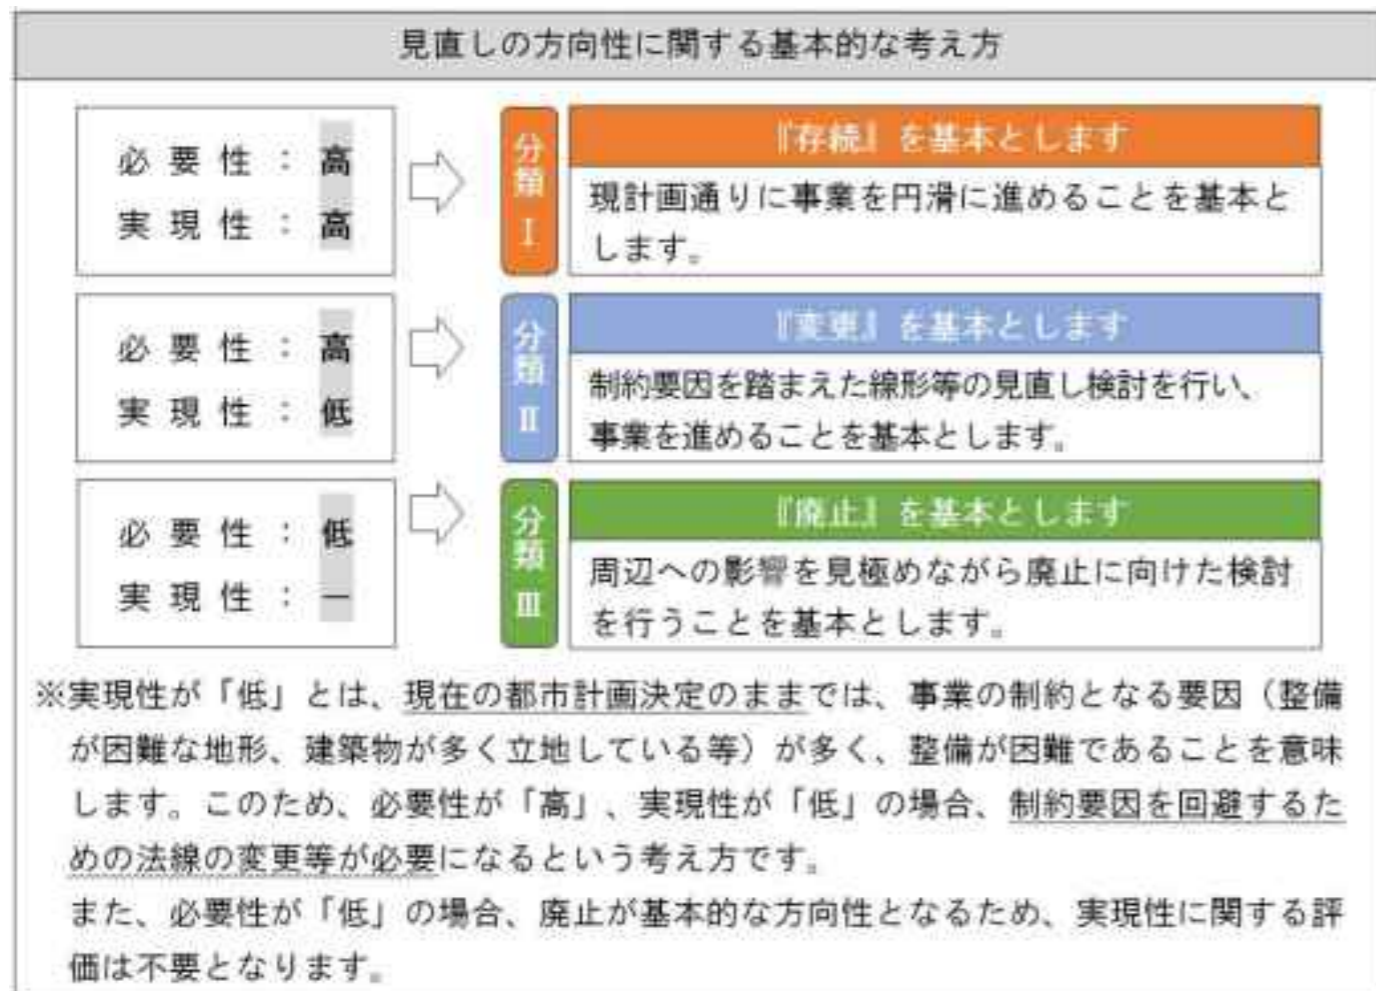 見直しの方向性に関する基本的な考え方
必要性：高
実現性：高
分類Ⅰ
『存続』を基本とします
現計画通りに事業を円滑に進めることを基本と
します。
必要性：高
実現性：低
分類Ⅱ
『変更』を基本とします
制約要因を踏まえた線形等の見直し検討を行い、
事業を進めることを基本とします。
必要性：低
実現性：―
分類Ⅲ
『廃止』を基本とします
周辺への影響を見極めながら廃止に向けた検討
を行うことを基本とします。
※実現性が「低」とは、現在の都市計画決定のままでは、事業の制約となる要因（整備
が困難な地形、建築物が多く立地している等）が多く、整備が困難であることを意味
します。このため、必要性が「高」、実現性が「低」の場合、制約要因を回避するた
めの法線の変更等が必要になるという考え方です。
また、必要性が「低」の場合、廃止が基本的な方向性となるため、実現性に関する評
価は不要となります。